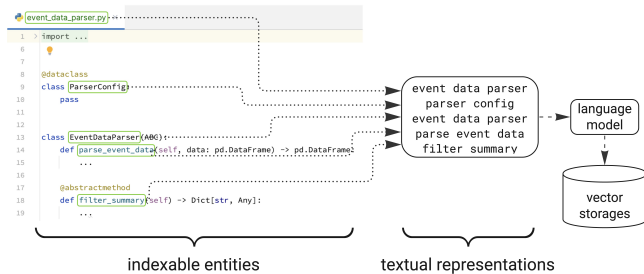 event_data_parser.py
1 > import ...
6
7
8 @dataclass
9 class ParserConfig:
10 pass
11
12
13 class EventDataParser(ABC):
14 def parse_event_data(self, data: pd.DataFrame) -> pd.DataFrame:
15 ...
16
17 @abstractmethod
18 def filter_summary(self) -> Dict[str, Any]:
19 ...
indexable entities
event data parser
parser config
event data parser
parse event data
filter summary
textual representations
language
model
vector
storages